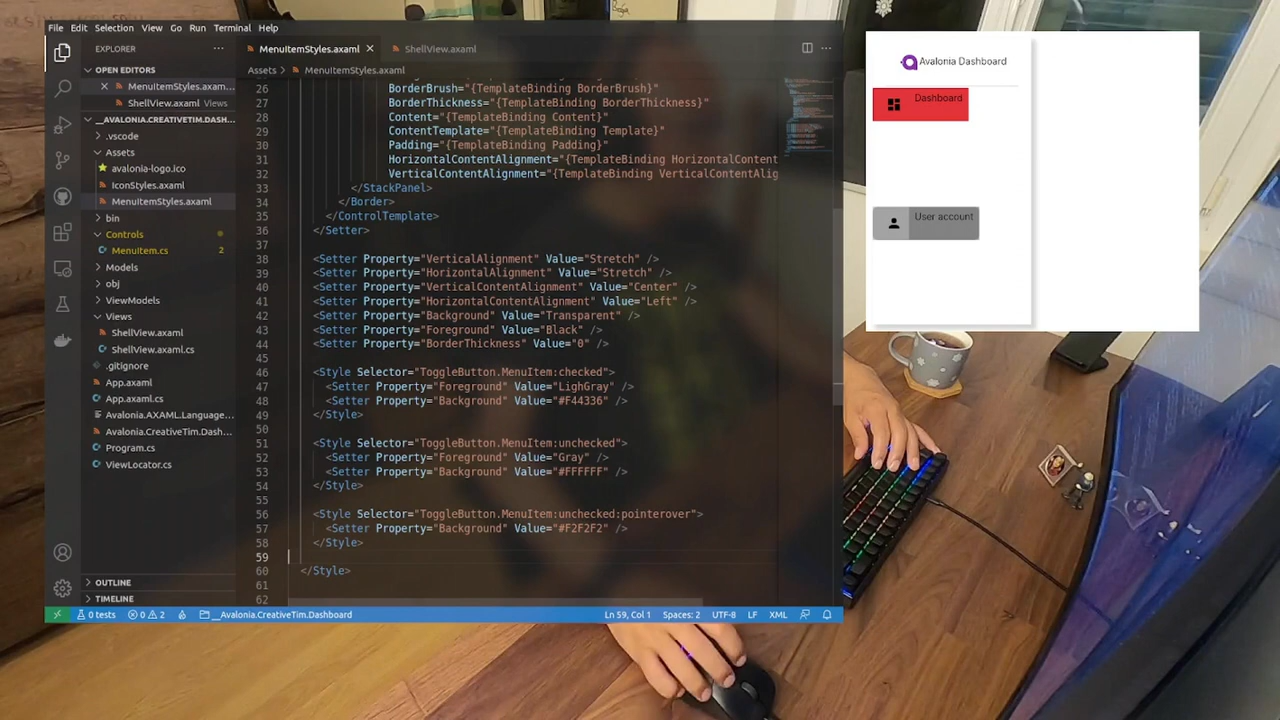 File Edit Selection View Go Run Terminal Help
EXPLORER
OPEN EDITORS
MenuItemStyles.axam...
ShellView.axaml Views
__AVALONIA.CREATIVETIM.DASH...
.vscode
Assets
avalonia-logo.ico
IconStyles.axaml
MenuItemStyles.axaml
bin
Controls
MenuItem.cs 2
Models
obj
ViewModels
Views
ShellView.axaml
ShellView.axaml.cs
.gitignore
App.axaml
App.axaml.cs
Avalonia.AXAML.Language...
Avalonia.CreativeTim.Dash...
Program.cs
ViewLocator.cs
OUTLINE
TIMELINE
MenuItemStyles.axaml ShellView.axaml
Assets > MenuItemStyles.axaml
26 BorderBrush="{TemplateBinding BorderBrush}"
27 BorderThickness="{TemplateBinding BorderThickness}"
28 Content="{TemplateBinding Content}"
29 ContentTemplate="{TemplateBinding Template}"
30 Padding="{TemplateBinding Padding}"
31 HorizontalContentAlignment="{TemplateBinding HorizontalContent
32 VerticalContentAlignment="{TemplateBinding VerticalContentAlig
33 </StackPanel>
34 </Border>
35 </ControlTemplate>
36 </Setter>
37
38 <Setter Property="VerticalAlignment" Value="Stretch" />
39 <Setter Property="HorizontalAlignment" Value="Stretch" />
40 <Setter Property="VerticalContentAlignment" Value="Center" />
41 <Setter Property="HorizontalContentAlignment" Value="Left" />
42 <Setter Property="Background" Value="Transparent" />
43 <Setter Property="Foreground" Value="Black" />
44 <Setter Property="BorderThickness" Value="0" />
45
46 <Style Selector="ToggleButton.MenuItem:checked">
47 <Setter Property="Foreground" Value="LighGray" />
48 <Setter Property="Background" Value="#F44336" />
49 </Style>
50
51 <Style Selector="ToggleButton.MenuItem:unchecked">
52 <Setter Property="Foreground" Value="Gray" />
53 <Setter Property="Background" Value="#FFFFFF" />
54 </Style>
55
56 <Style Selector="ToggleButton.MenuItem:unchecked:pointerover">
57 <Setter Property="Background" Value="#F2F2F2" />
58 </Style>
59
60 </Style>
61
62
0 tests 0 2 __Avalonia.CreativeTim.Dashboard Ln 59, Col 1 Spaces: 2 UTF-8 LF XML
Avalonia Dashboard
Dashboard
User account